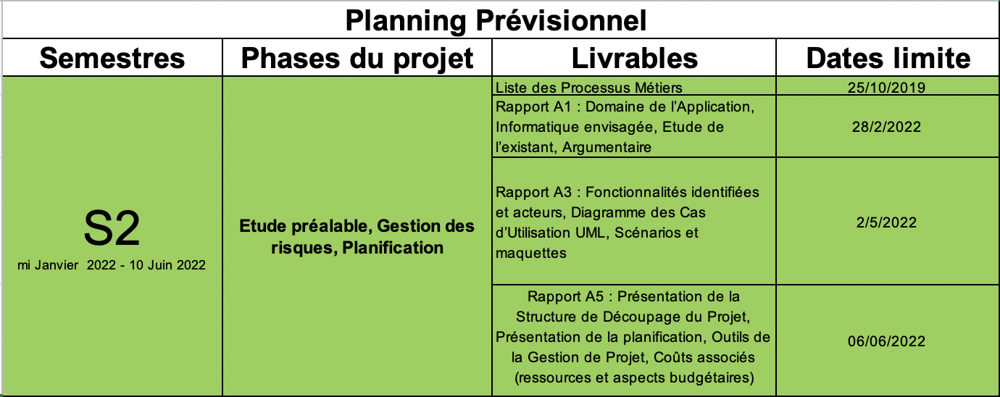 Planning Prévisionnel
Semestres
Phases du projet
Livrables
Dates limite
S2
mi Janvier  2022 - 10 Juin 2022
Etude préalable, Gestion des
risques, Planification
Liste des Processus Métiers
25/10/2019
Rapport A1 : Domaine de l’Application,
Informatique envisagée, Etude de
l’existant, Argumentaire
28/2/2022
Rapport A3 : Fonctionnalités identifiées
et acteurs, Diagramme des Cas
d’Utilisation UML, Scénarios et
maquettes
2/5/2022
Rapport A5 : Présentation de la
Structure de Découpage du Projet,
Présentation de la planification, Outils de
la Gestion de Projet, Coûts associés
(ressources et aspects budgétaires)
06/06/2022